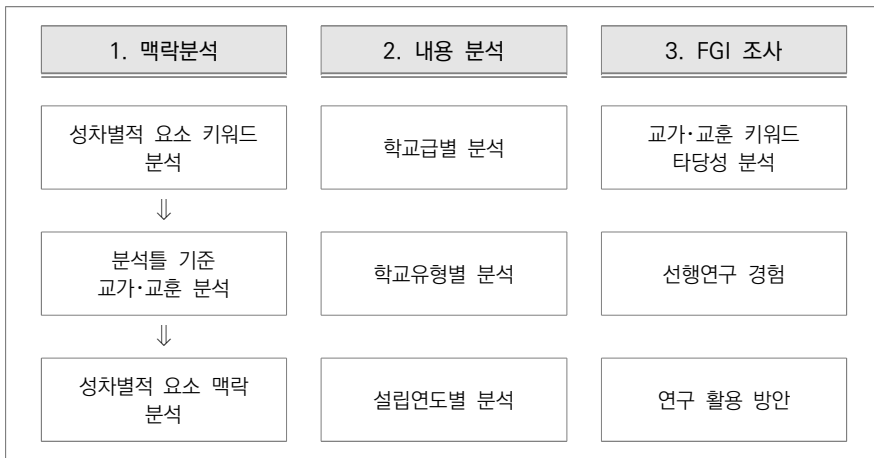 1. 맥락분석
2. 내용 분석
3. FGI 조사
성차별적 요소 키워드
분석
학교급별 분석
교가·교훈 키워드
타당성 분석
⇓
분석틀 기준
교가·교훈 분석
학교유형별 분석
선행연구 경험
⇓
성차별적 요소 맥락
분석
설립연도별 분석
연구 활용 방안